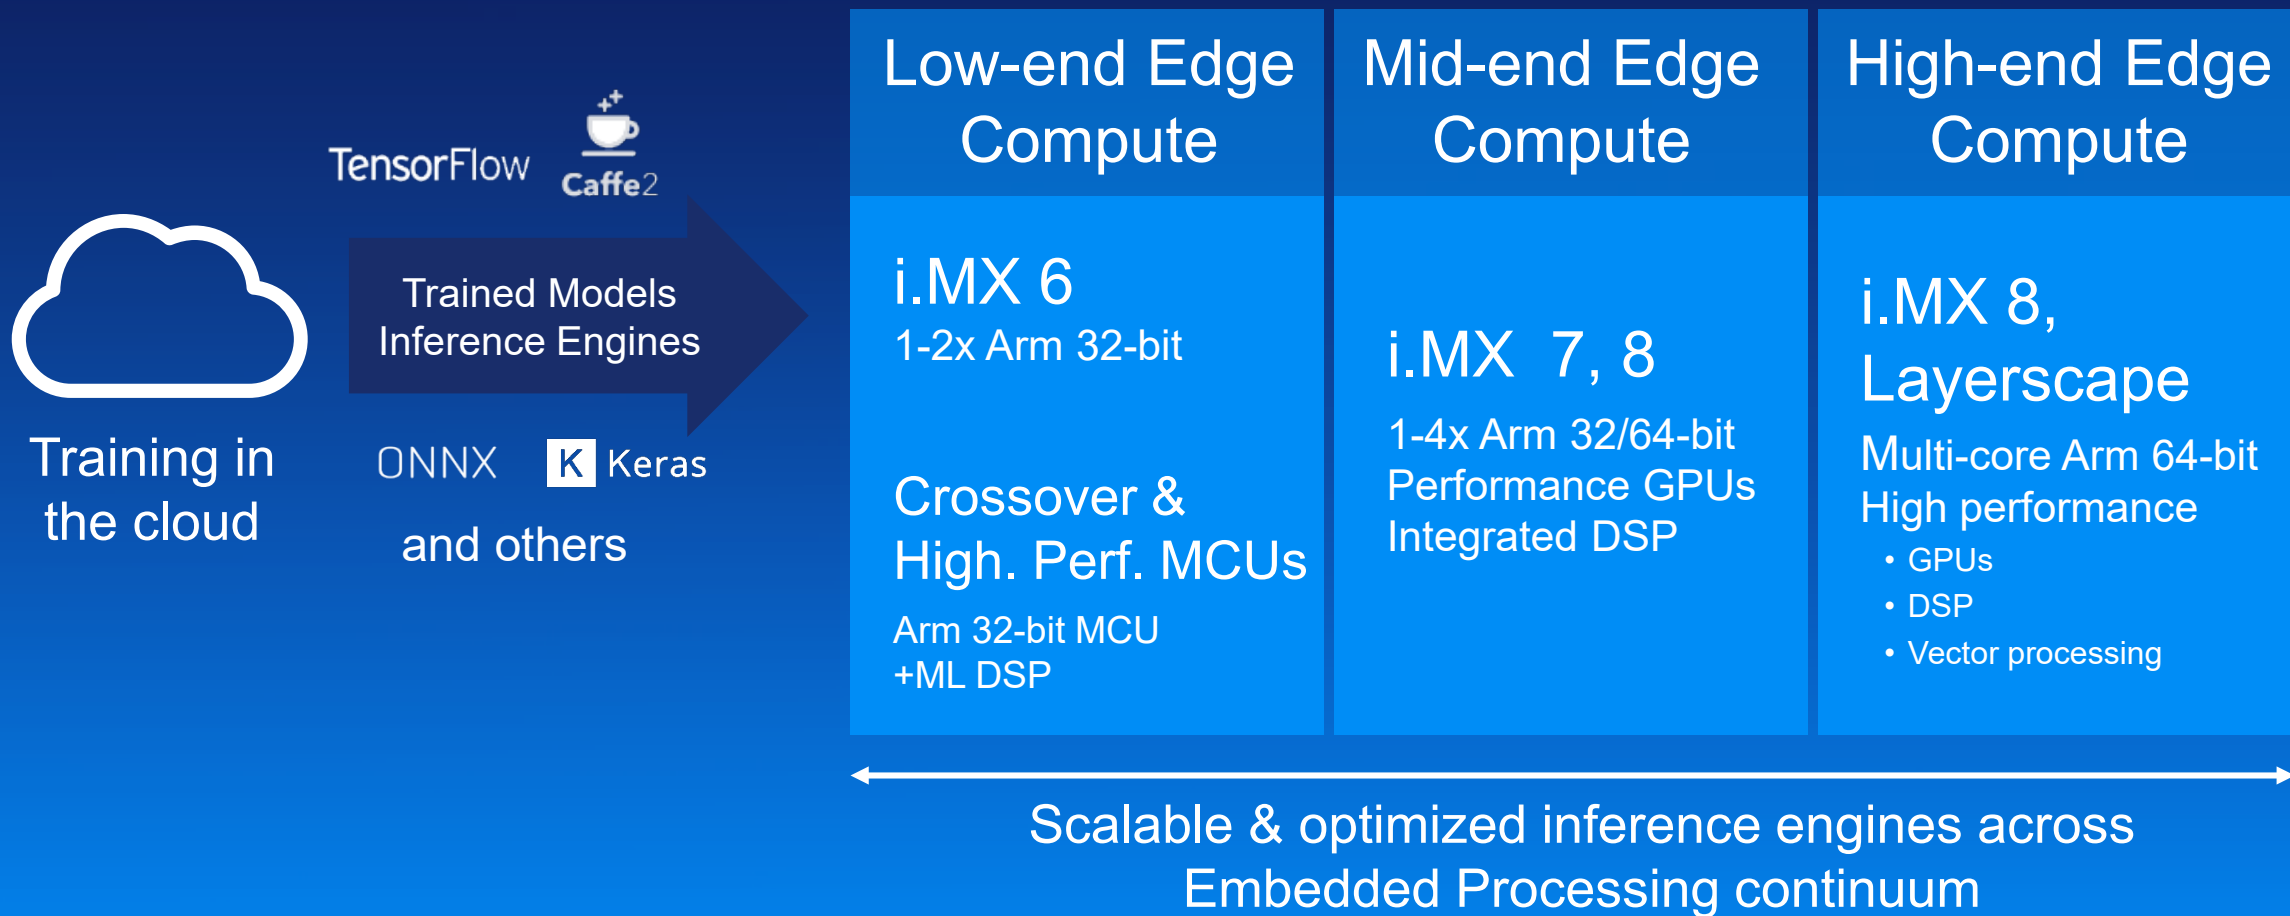 TensorFlow
Caffe2
Trained Models
Inference Engines
Training in
the cloud
ONNX
K Keras
and others
Low-end Edge
Compute
i.MX 6
1-2x Arm 32-bit
Crossover &
High. Perf. MCUs
Arm 32-bit MCU
+ML DSP
Mid-end Edge
Compute
i.MX 7, 8
1-4x Arm 32/64-bit
Performance GPUs
Integrated DSP
High-end Edge
Compute
i.MX 8,
Layerscape
Multi-core Arm 64-bit
High performance
• GPUs
• DSP
• Vector processing
Scalable & optimized inference engines across
Embedded Processing continuum